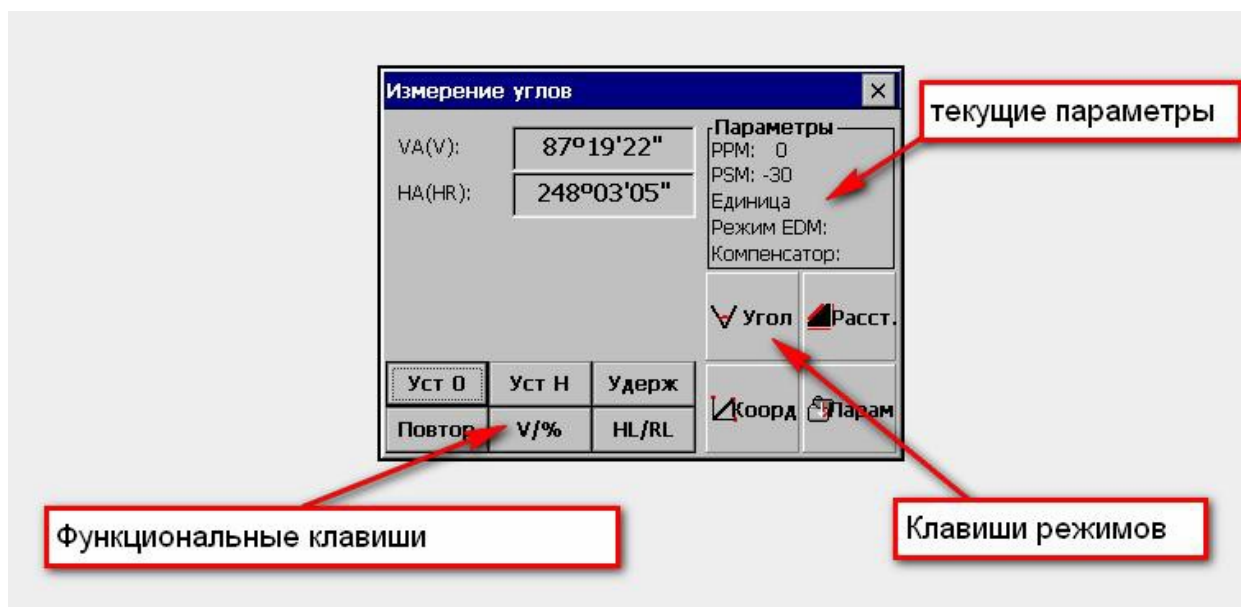 Измерение углов
текущие параметры
VA(V): 87º19'22"
HA(HR): 248º03'05"
Параметры
PPM: 0
PSM: -30
Единица
Режим EDM:
Компенсатор:
Угол
Расст.
Коорд
Парам
Уст 0
Уст Н
Удерж
Повтор
V/%
HL/RL
Функциональные клавиши
Клавиши режимов